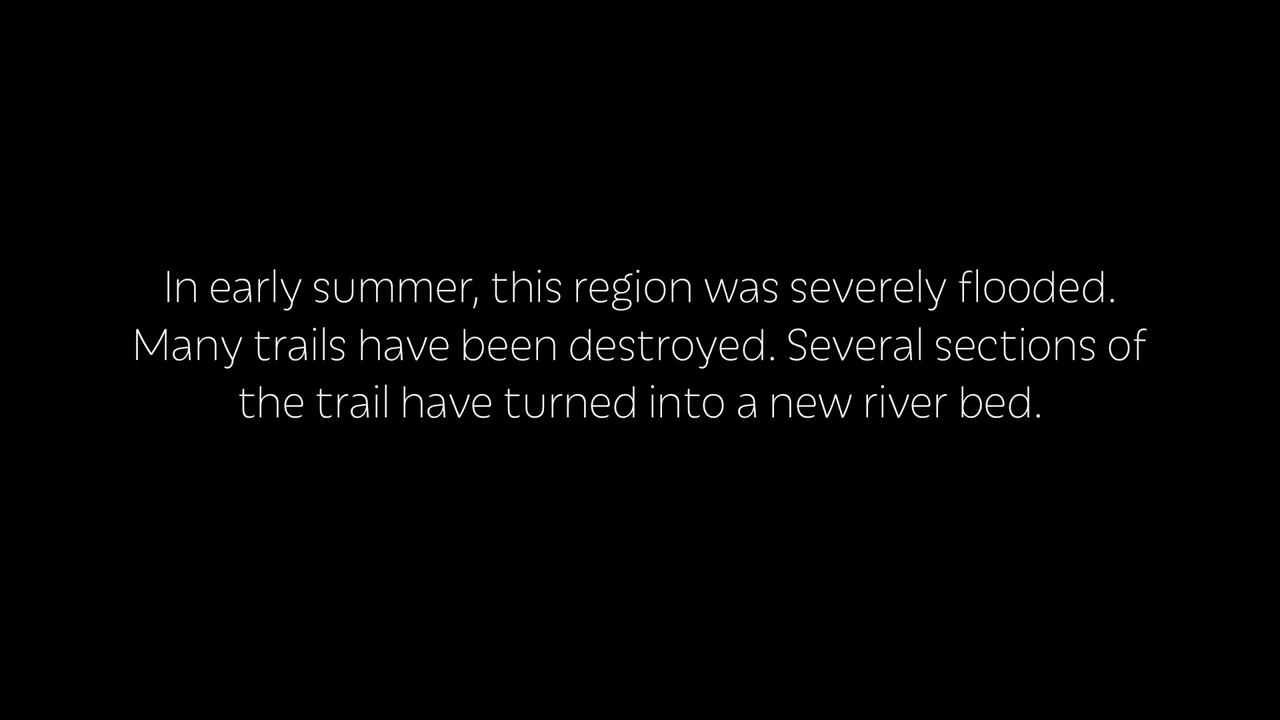 In early summer, this region was severely flooded.
Many trails have been destroyed. Several sections of
the trail have turned into a new river bed.